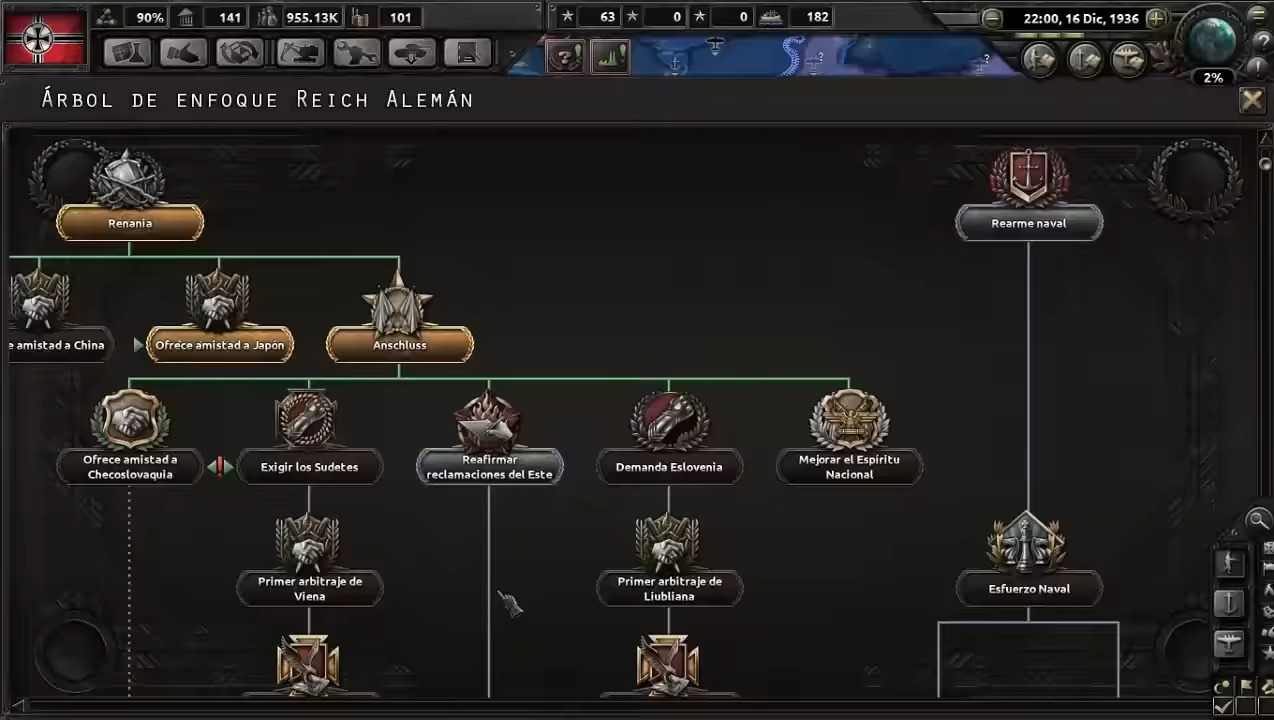 90%
141
955.13K
101
63
0
0
182
22:00, 16 Dic, 1936
2%
Árbol de enfoque Reich Alemán
Renania
Rearme naval
e amistad a China
Ofrece amistad a Japón
Anschluss
Ofrece amistad a
Checoslovaquia
Exigir los Sudetes
Reafirmar
reclamaciones del Este
Demanda Eslovenia
Mejorar el Espíritu
Nacional
Primer arbitraje de
Viena
Primer arbitraje de
Liubliana
Esfuerzo Naval